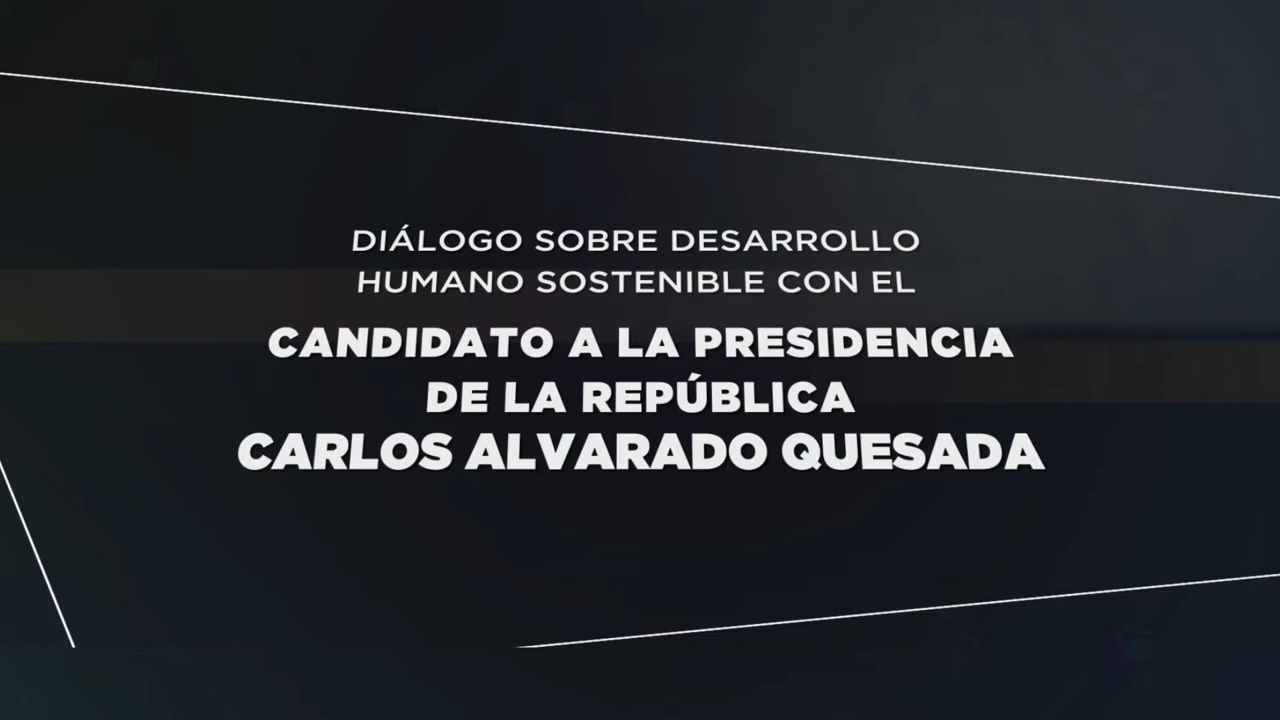 DIÁLOGO SOBRE DESARROLLO
HUMANO SOSTENIBLE CON EL
CANDIDATO A LA PRESIDENCIA
DE LA REPÚBLICA
CARLOS ALVARADO QUESADA